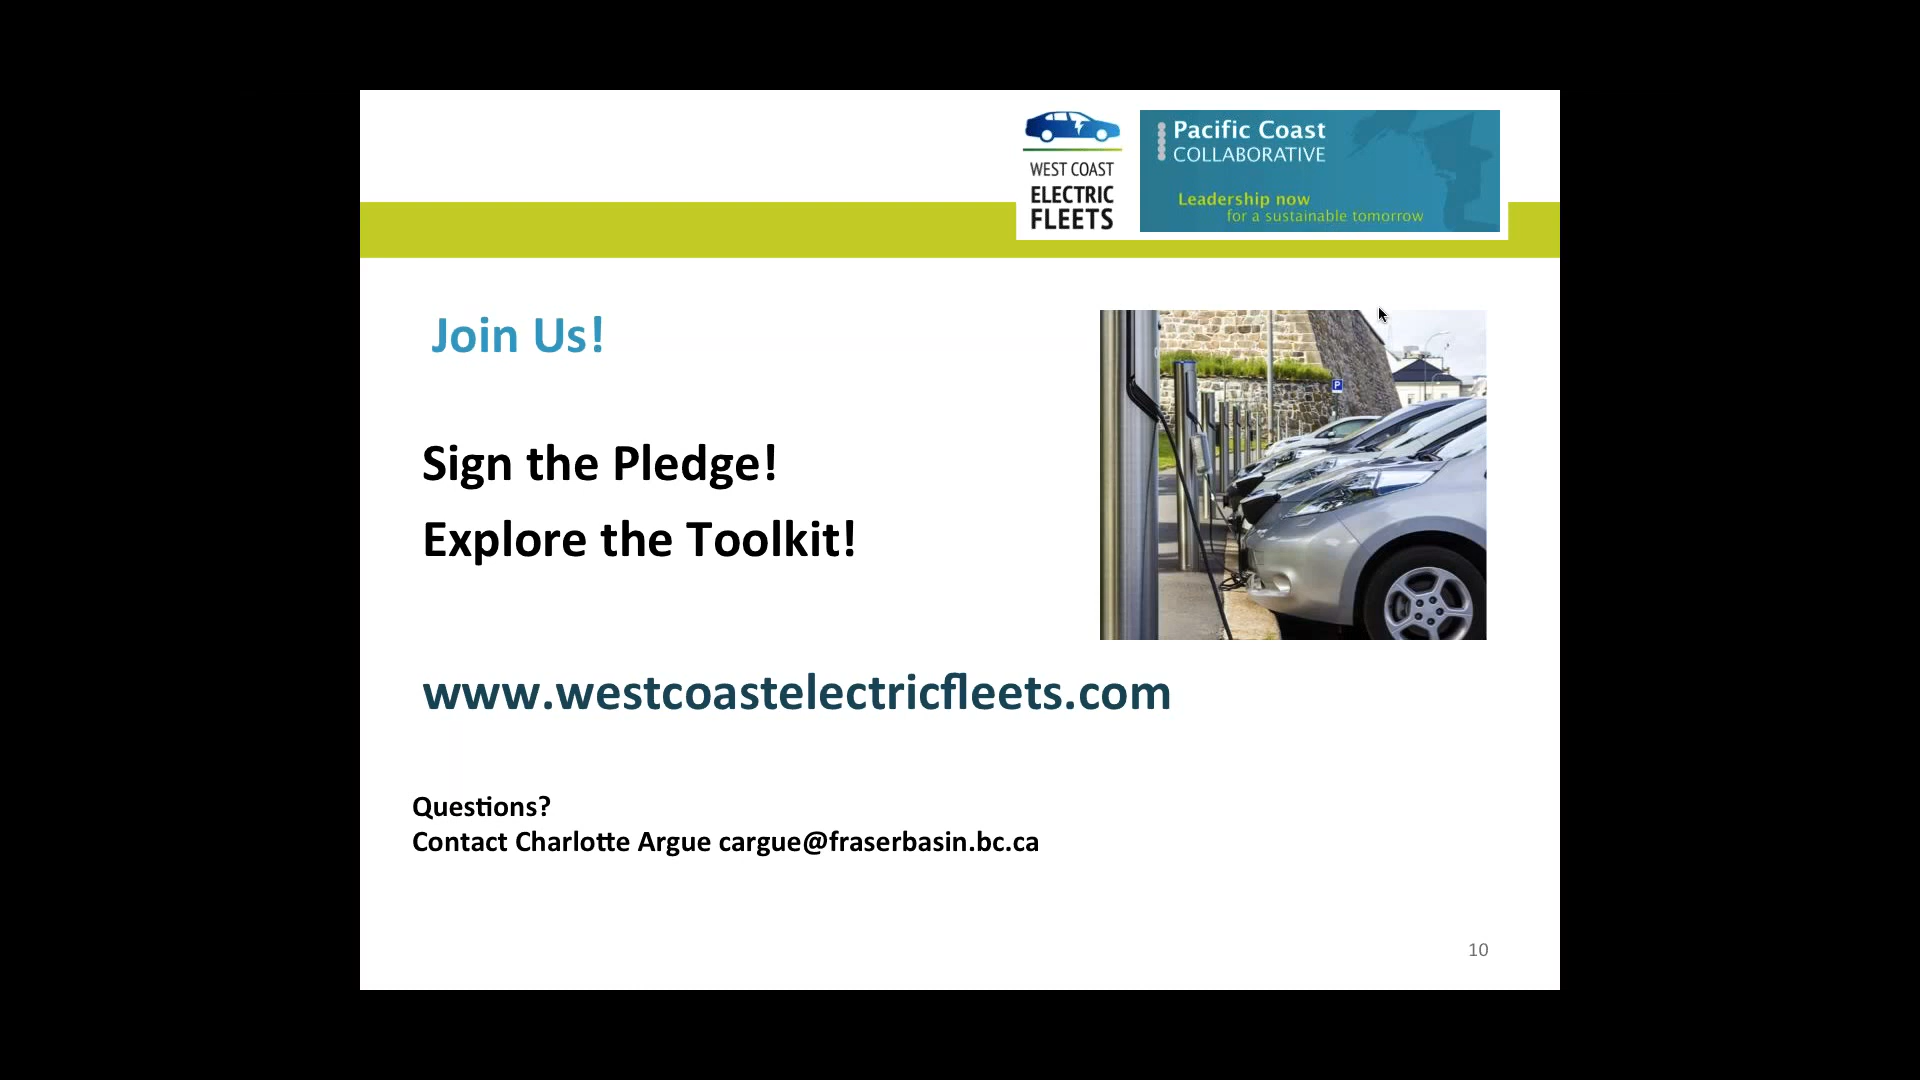 WEST COAST
ELECTRIC
FLEETS
Pacific Coast
COLLABORATIVE
Leadership now
for a sustainable tomorrow
Join Us!
P
Sign the Pledge!
Explore the Toolkit!
www.westcoastelectricfleets.com
Questions?
Contact Charlotte Argue cargue@fraserbasin.bc.ca
10